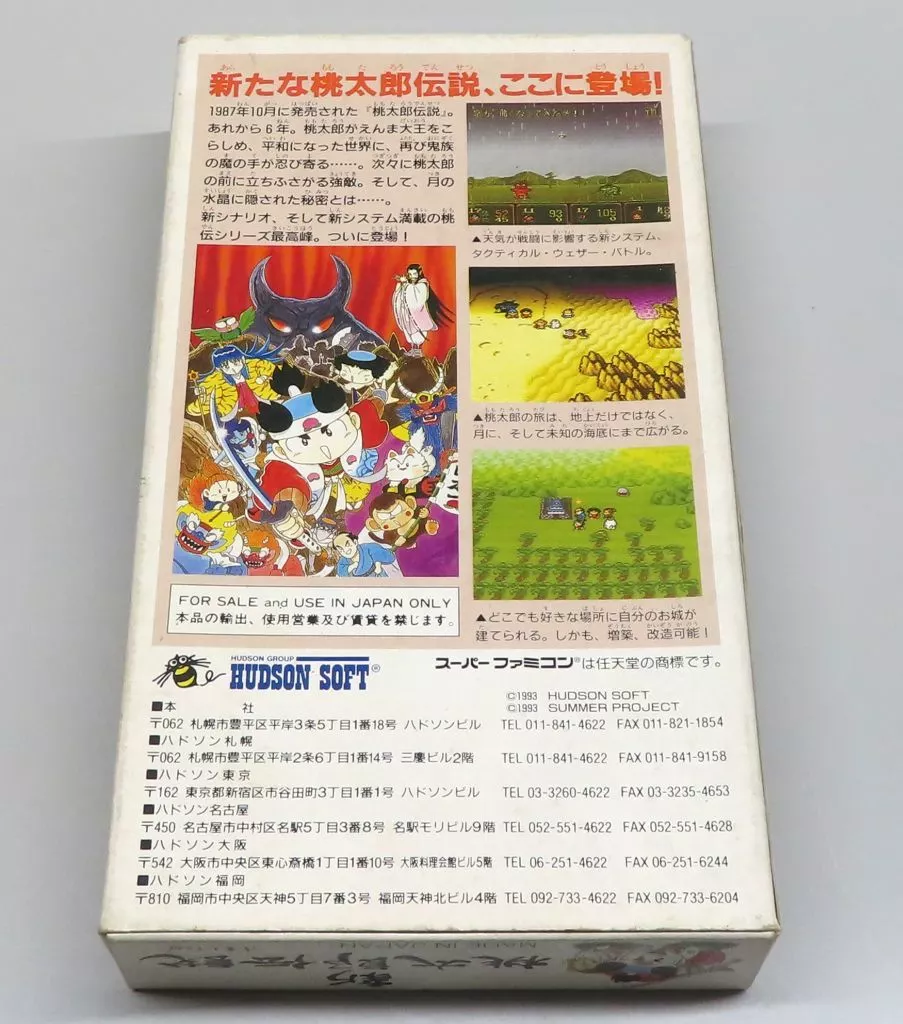 新たな桃太郎伝説、ここに登場!
1987年10月に発売された『桃太郎伝説』。
あれから6年。桃太郎がえんま大王をこ
らしめ、平和になった世界に、再び鬼族
の魔の手が忍び寄る……。次々に桃太郎
の前に立ちふさがる強敵。そして、月の
水晶に隠された秘密とは……。
新シナリオ、そして新システム満載の桃
伝シリーズ最高峰。ついに登場!
▲天気が戦闘に影響する新システム、
タクティカル・ウェザー・バトル。
▲桃太郎の旅は、地上だけではなく、
月に、そして未知の海底にまで広がる。
▲どこでも好きな場所に自分のお城が
建てられる。しかも、増築、改造可能!
FOR SALE and USE IN JAPAN ONLY
本品の輸出、使用営業及び賃貸を禁じます。
HUDSON GROUP
HUDSON SOFT®
スーパーファミコン®は任天堂の商標です。
©1993 HUDSON SOFT
©1993 SUMMER PROJECT
■本 社
〒062 札幌市豊平区平岸3条5丁目1番18号 ハドソンビル TEL 011-841-4622 FAX 011-821-1854
■ハドソン札幌
〒062 札幌市豊平区平岸2条6丁目1番14号 三慶ビル2階 TEL 011-841-4622 FAX 011-841-9158
■ハドソン東京
〒162 東京都新宿区市谷田町3丁目1番1号 ハドソンビル TEL 03-3260-4622 FAX 03-3235-4653
■ハドソン名古屋
〒450 名古屋市中村区名駅5丁目3番8号 名駅モリビル9階 TEL 052-551-4622 FAX 052-551-4628
■ハドソン大阪
〒542 大阪市中央区東心斎橋1丁目1番10号 大阪料理会館ビル5階 TEL 06-251-4622 FAX 06-251-6244
■ハドソン福岡
〒810 福岡市中央区天神5丁目7番3号 福岡天神北ビル4階 TEL 092-733-4622 FAX 092-733-6204
MADE IN JAPAN
新桃太郎伝説